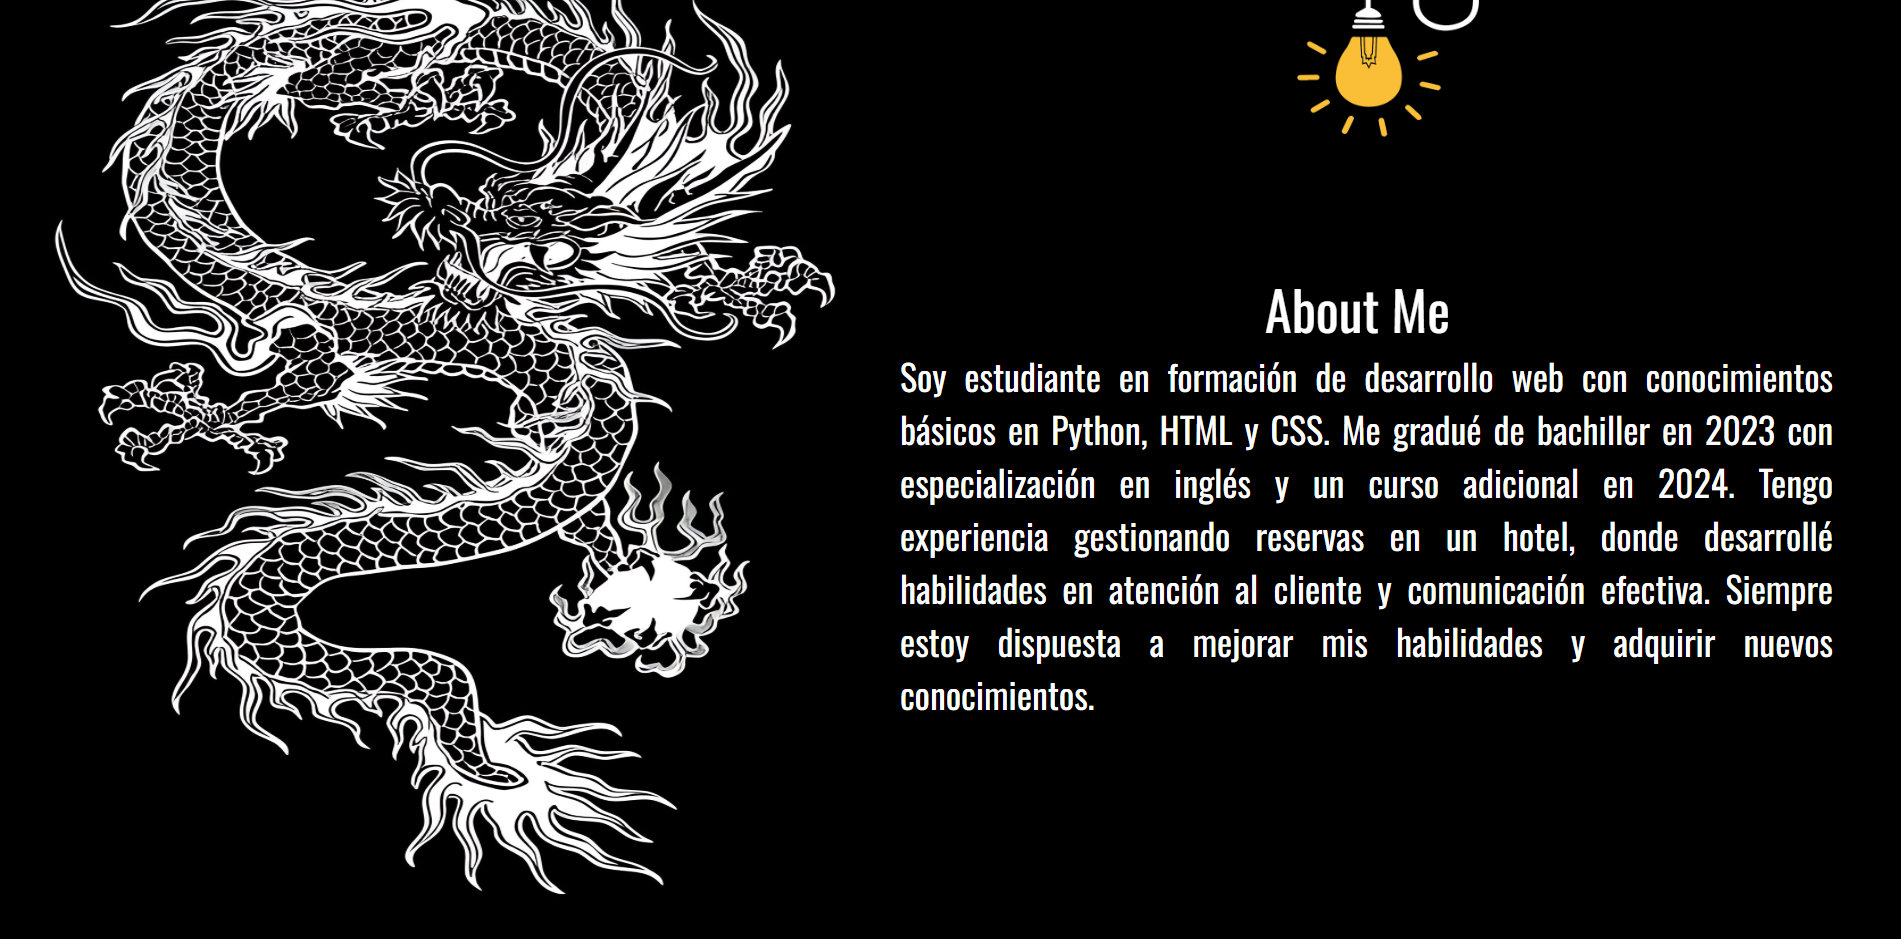 About Me
Soy estudiante en formación de desarrollo web con conocimientos
básicos en Python, HTML y CSS. Me gradué de bachiller en 2023 con
especialización en inglés y un curso adicional en 2024. Tengo
experiencia gestionando reservas en un hotel, donde desarrollé
habilidades en atención al cliente y comunicación efectiva. Siempre
estoy dispuesta a mejorar mis habilidades y adquirir nuevos
conocimientos.